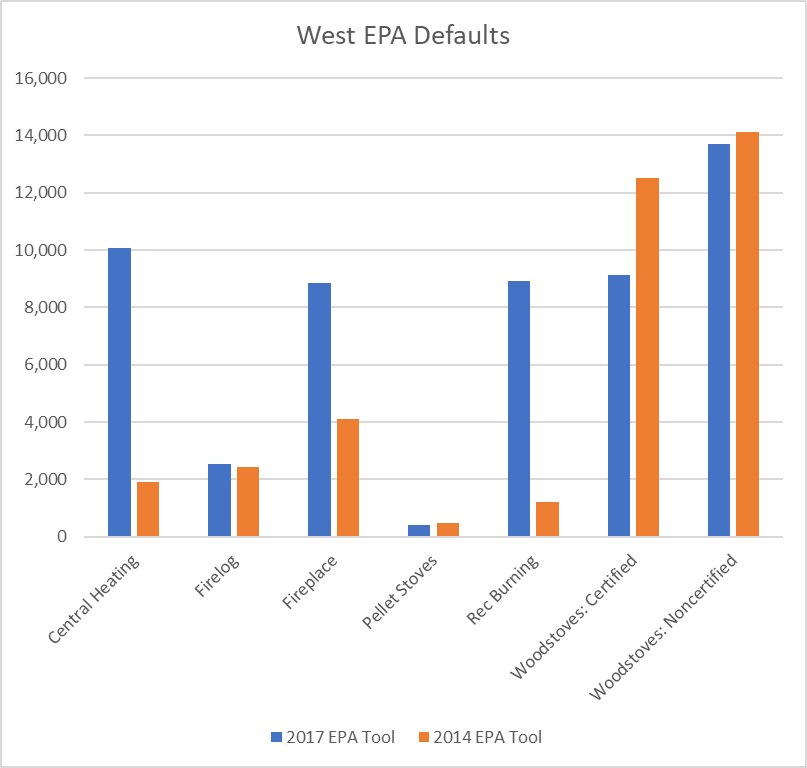 West EPA Defaults
16,000
14,000
12,000
10,000
8,000
6,000
4,000
2,000
0
Central Heating
Firelog
Fireplace
Pellet Stoves
Rec Burning
Woodstoves: Certified
Woodstoves: Noncertified
2017 EPA Tool
2014 EPA Tool